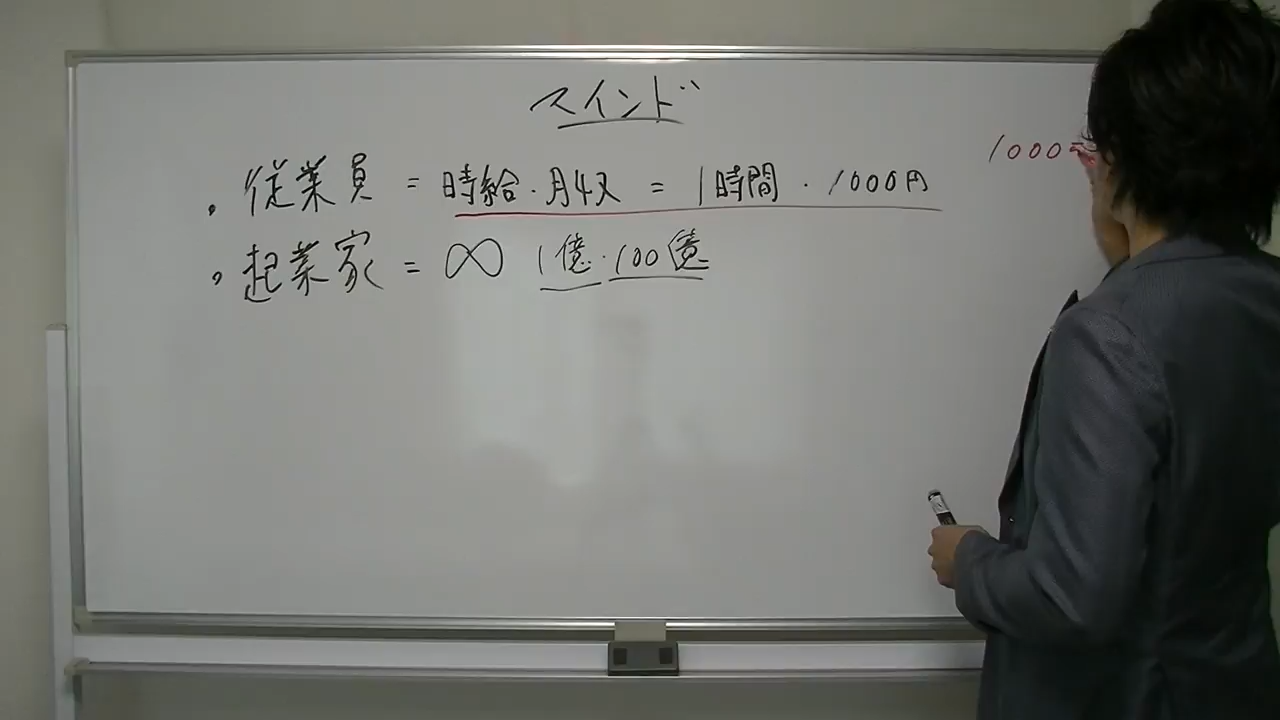 マインド
・従業員 = 時給・月収 = 1時間・1000円
・起業家 = ∞ 1億・100億
1000